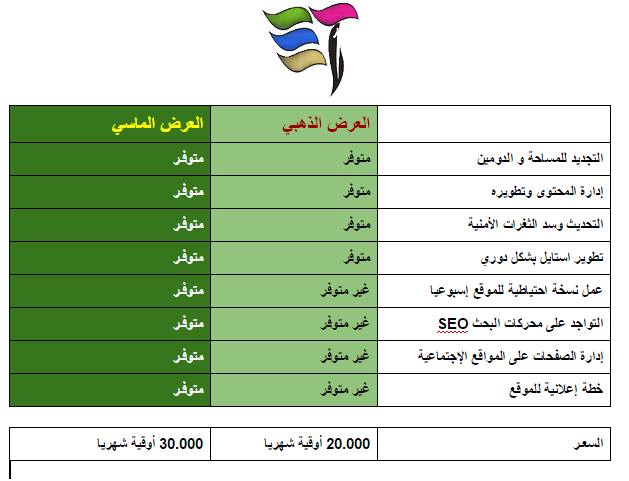 العرض الذهبي العرض الماسي
التجديد للمساحة و الدومين متوفر متوفر
إدارة المحتوى وتطويره متوفر متوفر
التحديث وسد الثغرات الأمنية متوفر متوفر
تطوير استايل بشكل دوري متوفر متوفر
عمل نسخة احتياطية للموقع إسبوعيا غير متوفر متوفر
التواجد على محركات البحث SEO غير متوفر متوفر
إدارة الصفحات على المواقع الإجتماعية غير متوفر متوفر
خطة إعلانية للموقع غير متوفر متوفر
السعر 20.000 أوقية شهريا 30.000 أوقية شهريا